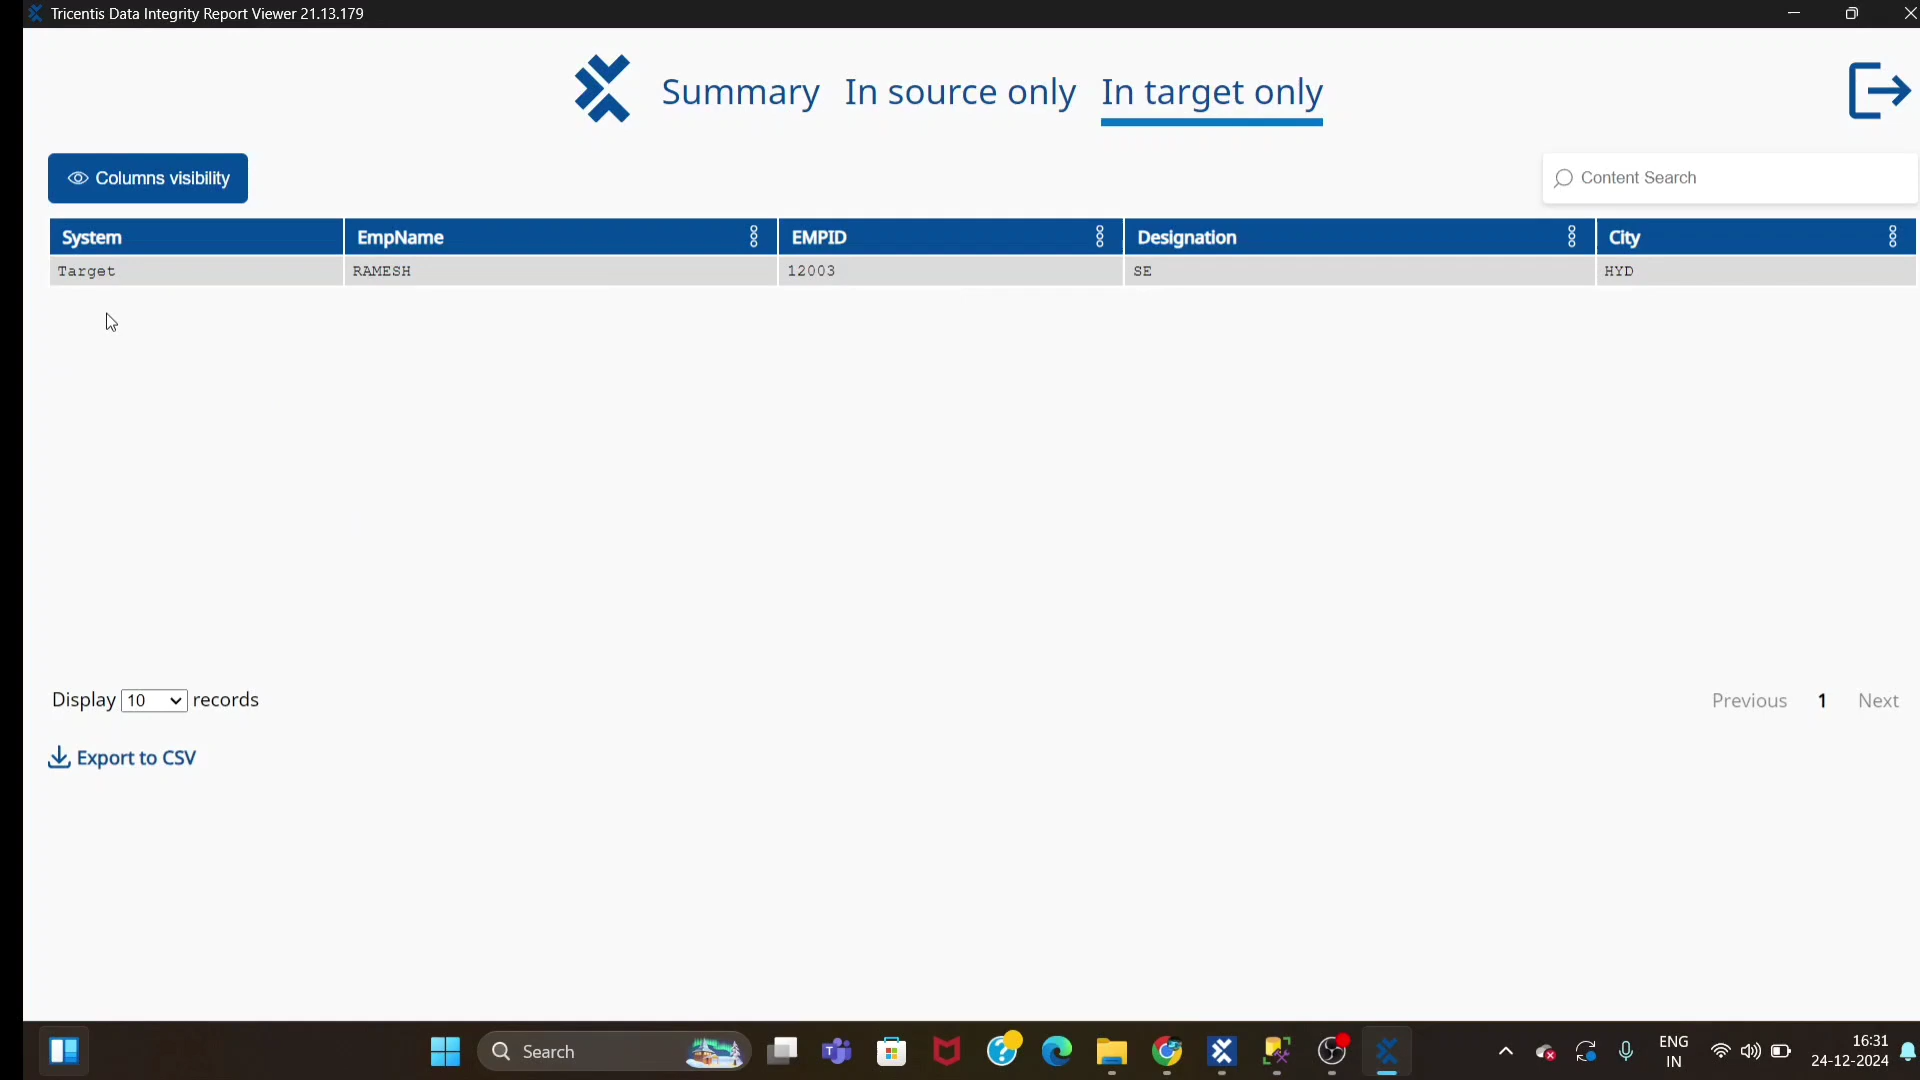 Tricentis Data Integrity Report Viewer 21.13.179
Summary In source only In target only
Columns visibility
Content Search
System EmpName EMPID Designation City
Target RAMESH 12003 SE HYD
Display 10 records
Previous 1 Next
Export to CSV
Search
ENG
IN
16:31
24-12-2024